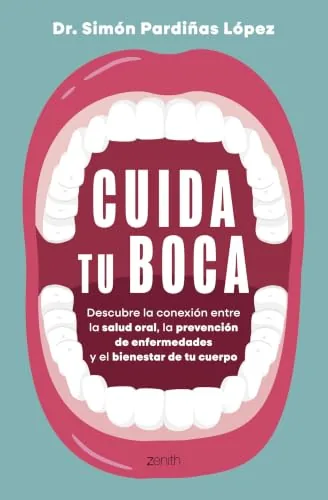 Dr. Simón Pardiñas López
CUIDA
TU BOCA
Descubre la conexión entre
la salud oral, la prevención
de enfermedades
y el bienestar de tu cuerpo
zenith